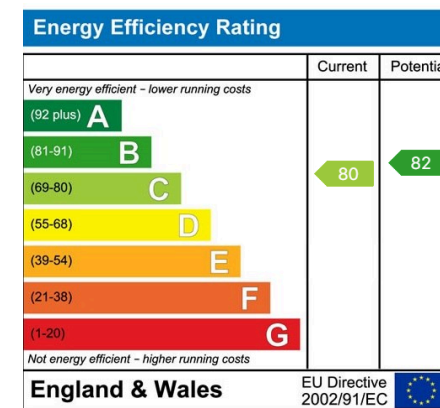 Energy Efficiency Rating
Current Potentia
Very energy efficient – lower running costs
(92 plus) A
(81-91) B
(69-80) C
80
82
(55-68) D
(39-54) E
(21-38) F
(1-20) G
Not energy efficient – higher running costs
England & Wales
EU Directive
2002/91/EC